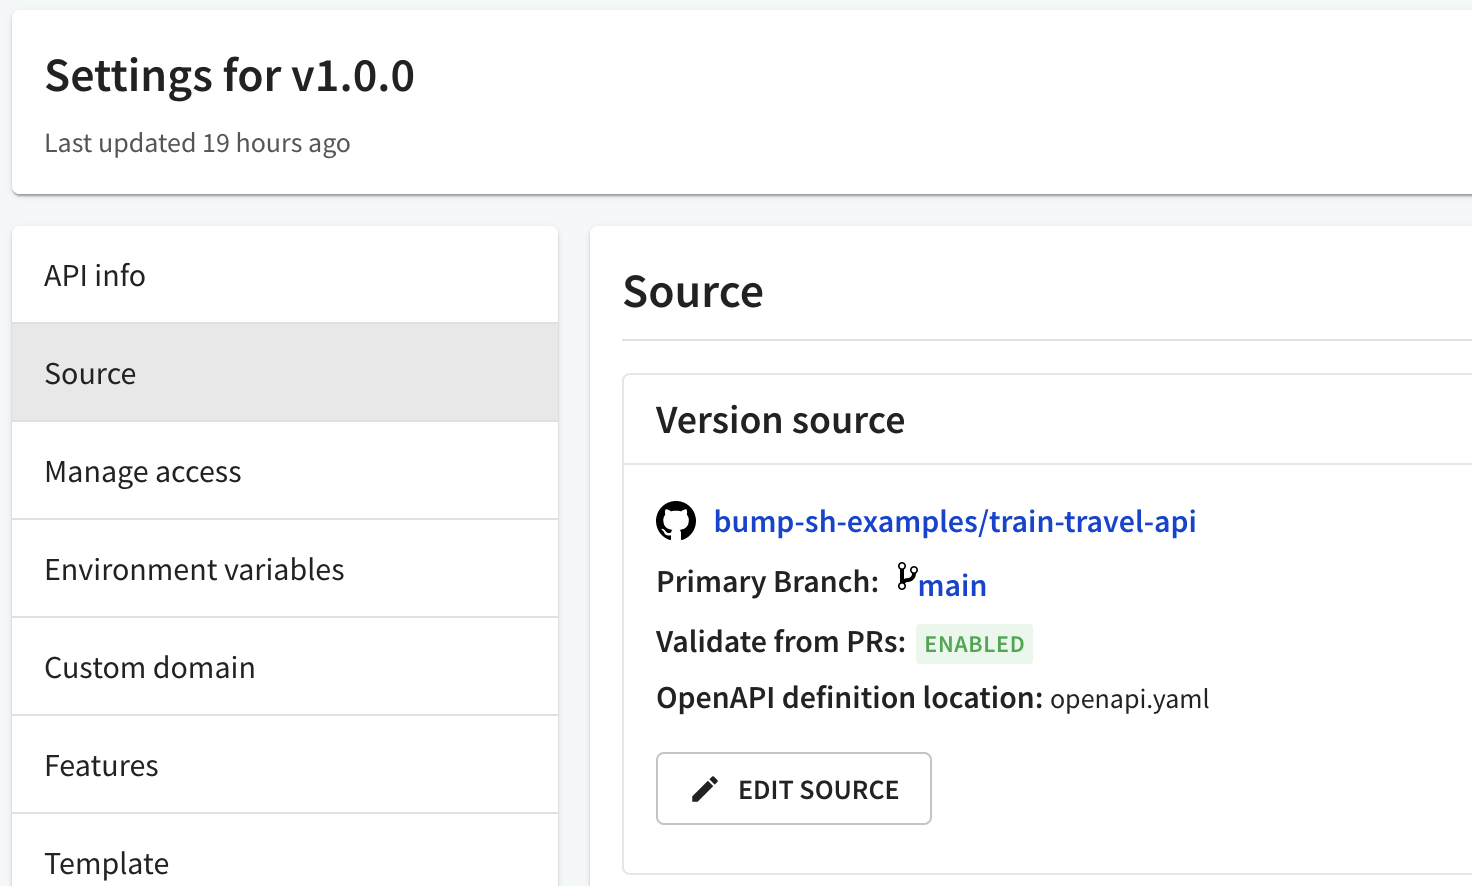 Settings for v1.0.0
Last updated 19 hours ago
API info
Source
Manage access
Environment variables
Custom domain
Features
Template
Source
Version source
bump-sh-examples/train-travel-api
Primary Branch: main
Validate from PRs: ENABLED
OpenAPI definition location: openapi.yaml
EDIT SOURCE